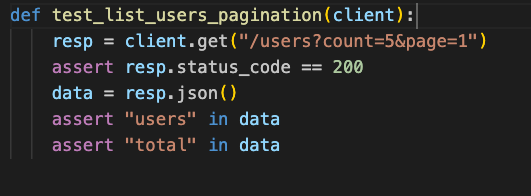 def test_list_users_pagination(client):
    resp = client.get("/users?count=5&page=1")
    assert resp.status_code == 200
    data = resp.json()
    assert "users" in data
    assert "total" in data